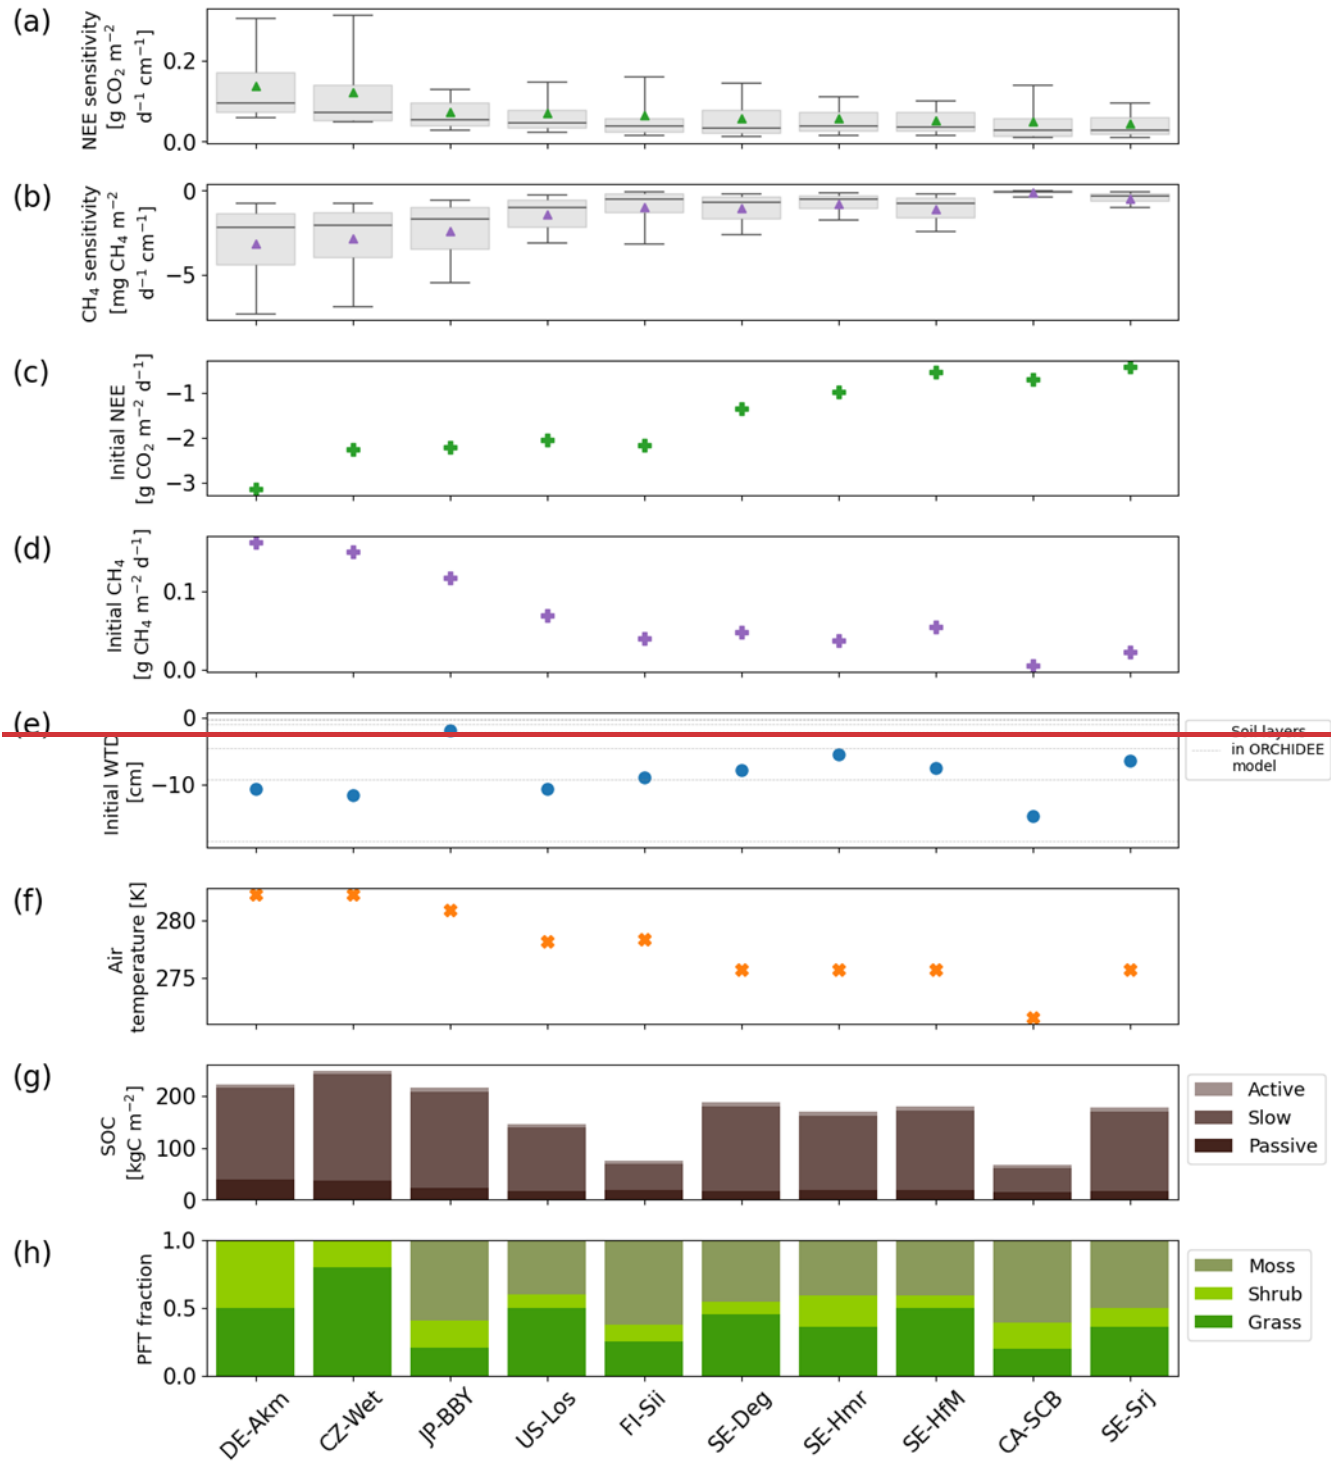 (a)
NEE sensitivity
[g CO₂ m⁻²
d⁻¹ cm⁻¹]
0.2
0.0
(b)
CH₄ sensitivity
[mg CH₄ m⁻²
d⁻¹ cm⁻¹]
0
−5
(c)
Initial NEE
[g CO₂ m⁻² d⁻¹]
−1
−2
−3
(d)
Initial CH₄
[g CH₄ m⁻² d⁻¹]
0.1
0.0
(e)
Initial WTD
[cm]
0
−10
Soil layers
in ORCHIDEE
model
(f)
Air
temperature [K]
280
275
(g)
SOC
[kgC m⁻²]
200
100
0
Active
Slow
Passive
(h)
PFT fraction
1.0
0.5
0.0
Moss
Shrub
Grass
DE-Akm
CZ-Wet
JP-BBY
US-Los
FI-Sii
SE-Deg
SE-Hmr
SE-HfM
CA-SCB
SE-Srj